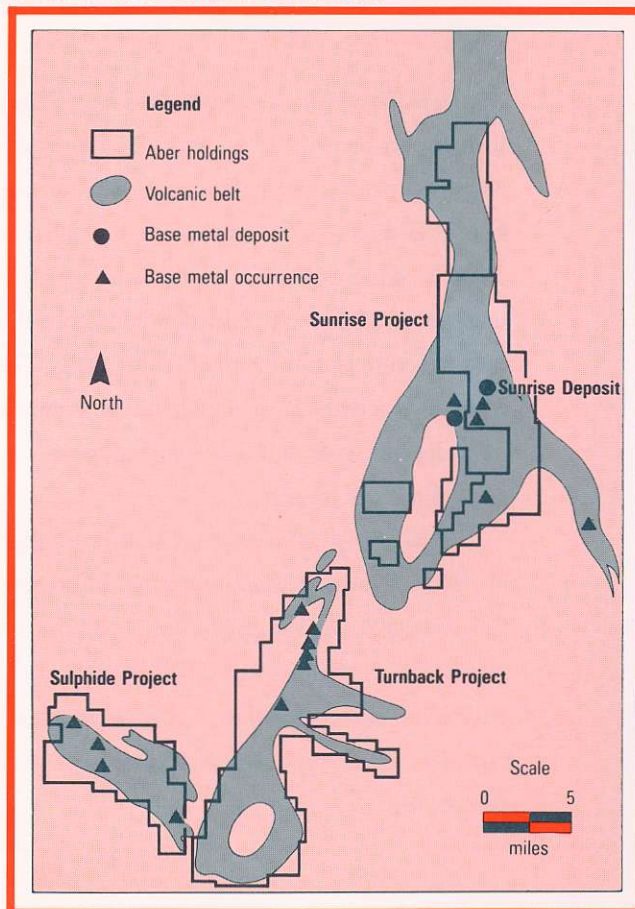 Legend
Aber holdings
Volcanic belt
Base metal deposit
Base metal occurrence
Sunrise Project
Sunrise Deposit
North
Sulphide Project
Turnback Project
Scale
0 5
miles